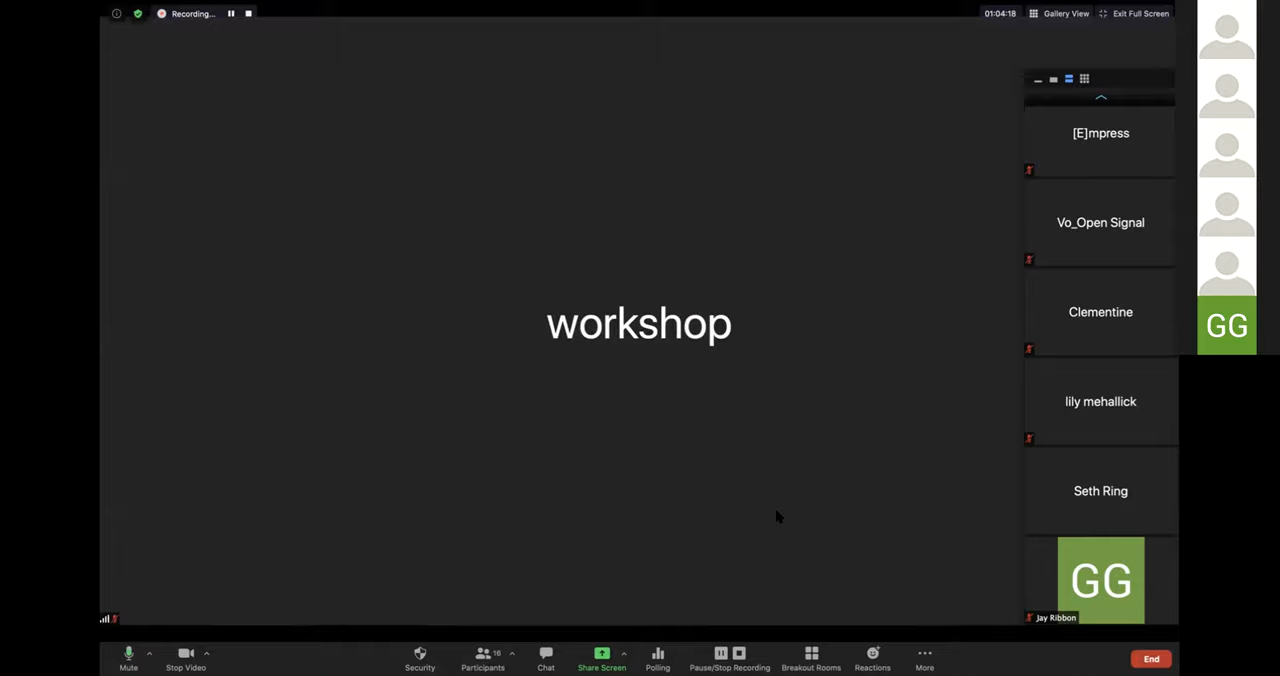 Recording...
01:04:18
Gallery View
Exit Full Screen
[E]mpress
Vo_Open Signal
Clementine
lily mehallick
Seth Ring
GG
Jay Ribbon
GG
workshop
Mute
Stop Video
Security
16
Participants
Chat
Share Screen
Polling
Pause/Stop Recording
Breakout Rooms
Reactions
More
End